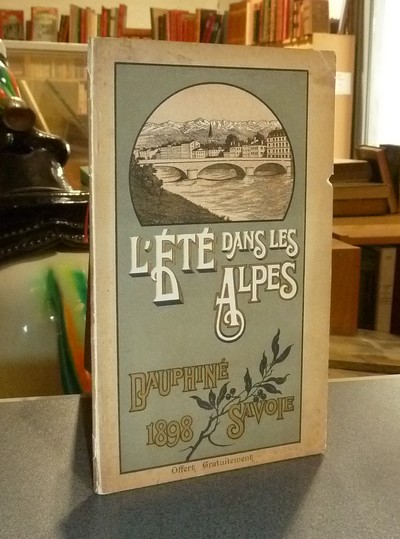 L'ÉTÉ DANS LES
ALPES
DAUPHINÉ
1898 SAVOIE
Offert Gratuitement